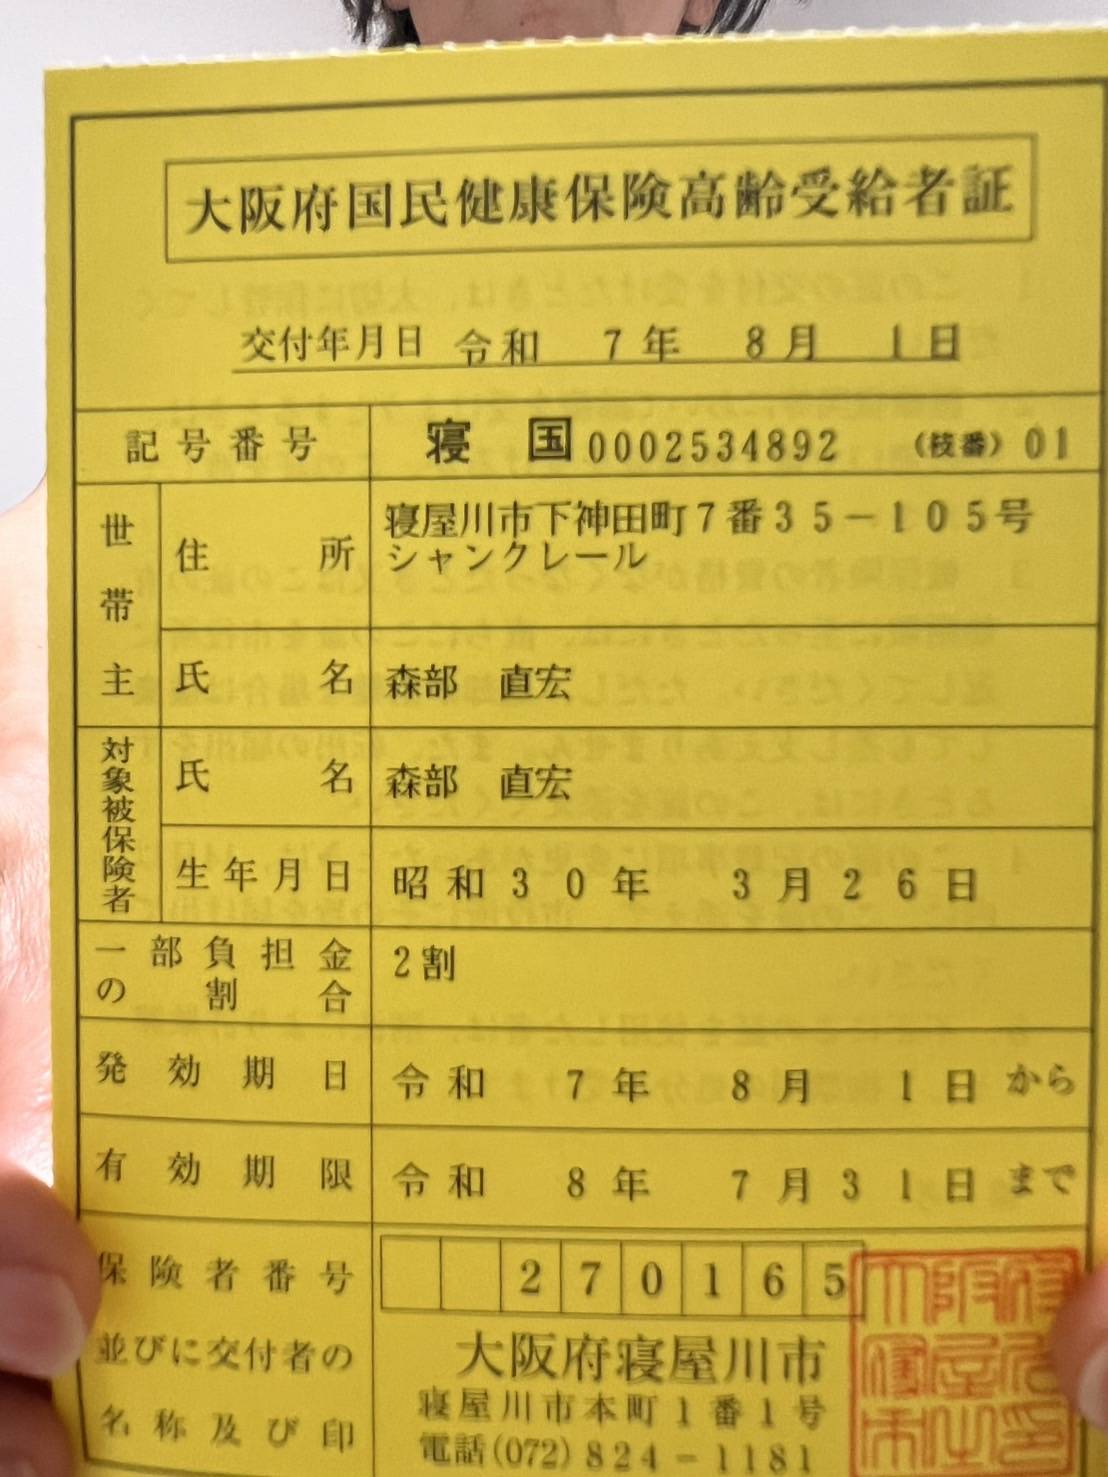 大阪府国民健康保険高齢受給者証
交付年月日 令和 7年 8月 1日
記号番号 寝 国 0002534892 (枝番) 01
世帯主
住所 寝屋川市下神田町7番35−105号
シャンクレール
氏名 森部 直宏
対象被保険者
氏名 森部 直宏
生年月日 昭和30年 3月26日
一部負担金の割合 2割
発効期日 令和 7年 8月 1日から
有効期限 令和 8年 7月31日まで
保険者番号 270165
並びに交付者の
名称及び印
大阪府寝屋川市
寝屋川市本町1番1号
電話(072)824−1181